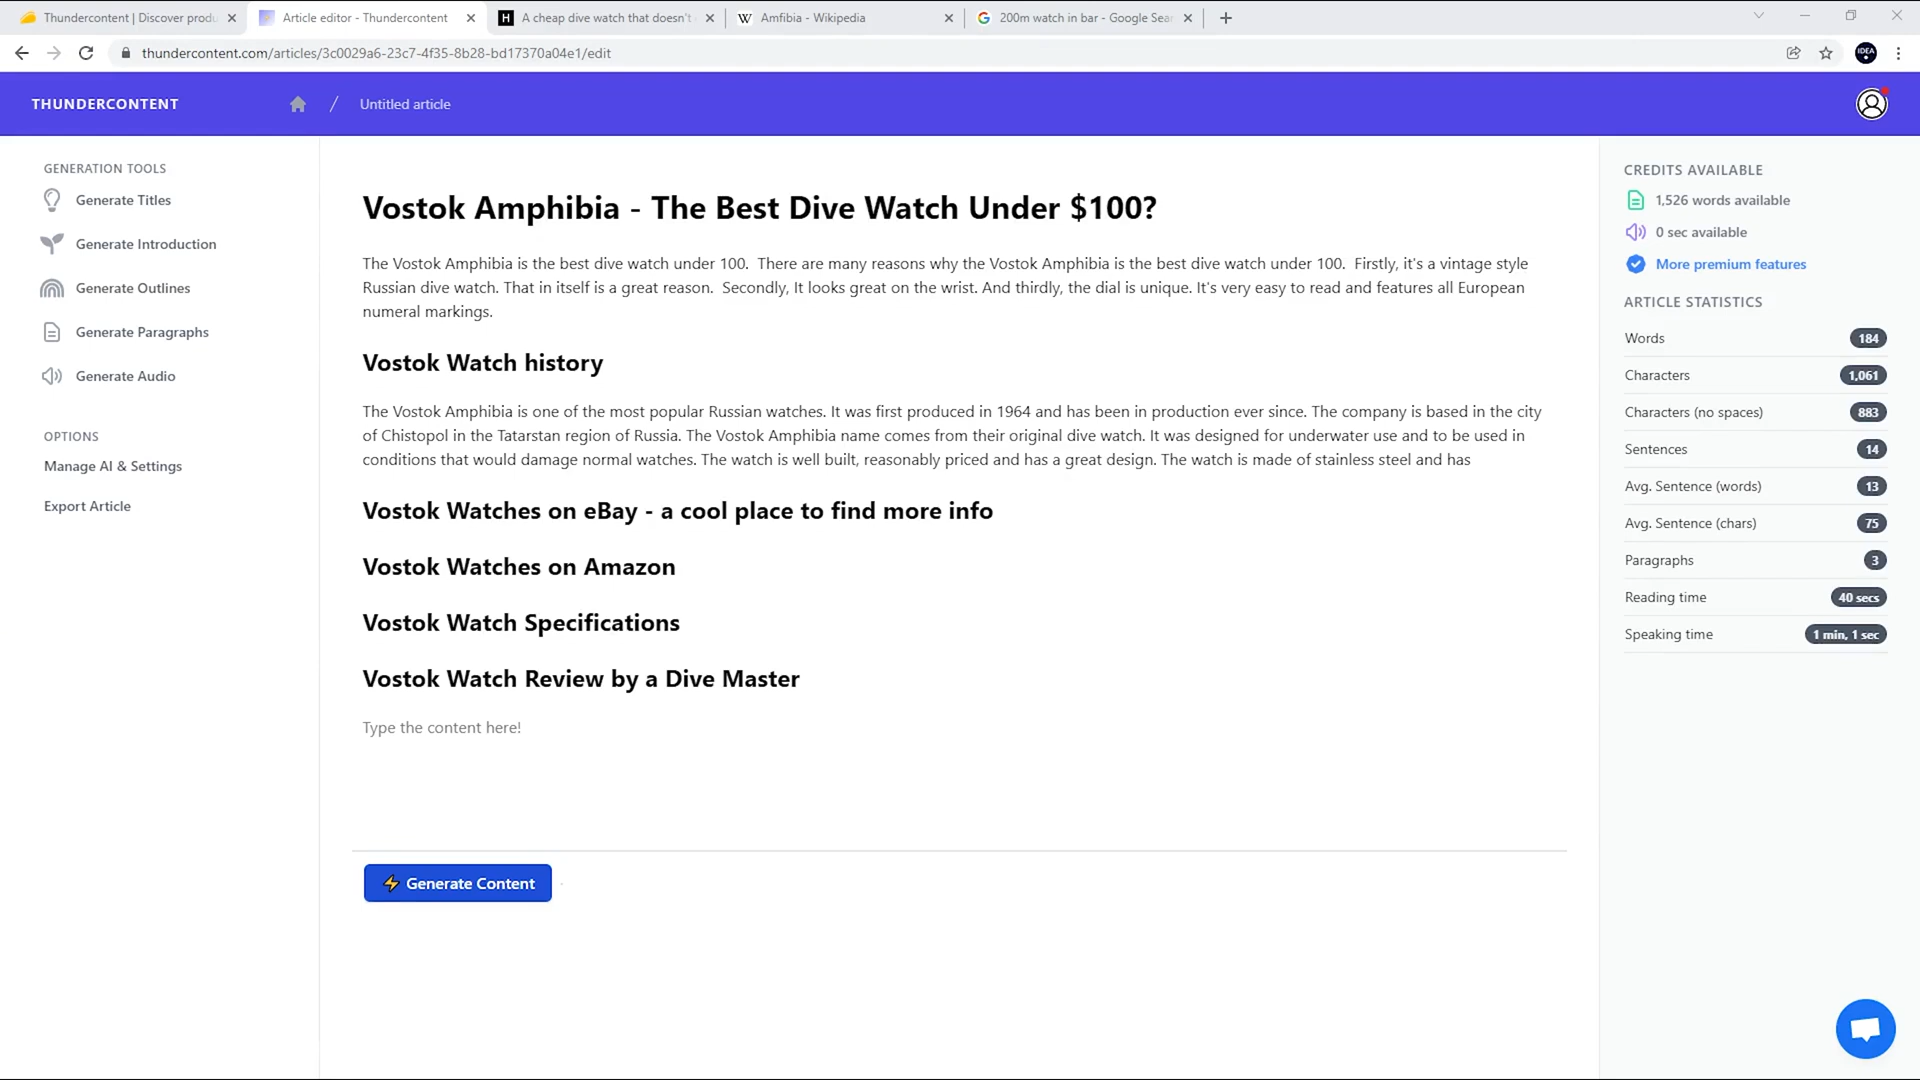 Thundercontent | Discover produ
Article editor - Thundercontent
A cheap dive watch that doesn't
Amfibia - Wikipedia
200m watch in bar - Google Sear
thundercontent.com/articles/3c0029a6-23c7-4f35-8b28-bd17370a04e1/edit
IDEA
THUNDERCONTENT
/
Untitled article
GENERATION TOOLS
Generate Titles
Generate Introduction
Generate Outlines
Generate Paragraphs
Generate Audio
OPTIONS
Manage AI & Settings
Export Article
Vostok Amphibia - The Best Dive Watch Under $100?
The Vostok Amphibia is the best dive watch under 100. There are many reasons why the Vostok Amphibia is the best dive watch under 100. Firstly, it's a vintage style
Russian dive watch. That in itself is a great reason. Secondly, It looks great on the wrist. And thirdly, the dial is unique. It's very easy to read and features all European
numeral markings.
Vostok Watch history
The Vostok Amphibia is one of the most popular Russian watches. It was first produced in 1964 and has been in production ever since. The company is based in the city
of Chistopol in the Tatarstan region of Russia. The Vostok Amphibia name comes from their original dive watch. It was designed for underwater use and to be used in
conditions that would damage normal watches. The watch is well built, reasonably priced and has a great design. The watch is made of stainless steel and has
Vostok Watches on eBay - a cool place to find more info
Vostok Watches on Amazon
Vostok Watch Specifications
Vostok Watch Review by a Dive Master
Type the content here!
Generate Content
CREDITS AVAILABLE
1,526 words available
0 sec available
More premium features
ARTICLE STATISTICS
Words 184
Characters 1,061
Characters (no spaces) 883
Sentences 14
Avg. Sentence (words) 13
Avg. Sentence (chars) 75
Paragraphs 3
Reading time 40 secs
Speaking time 1 min, 1 sec